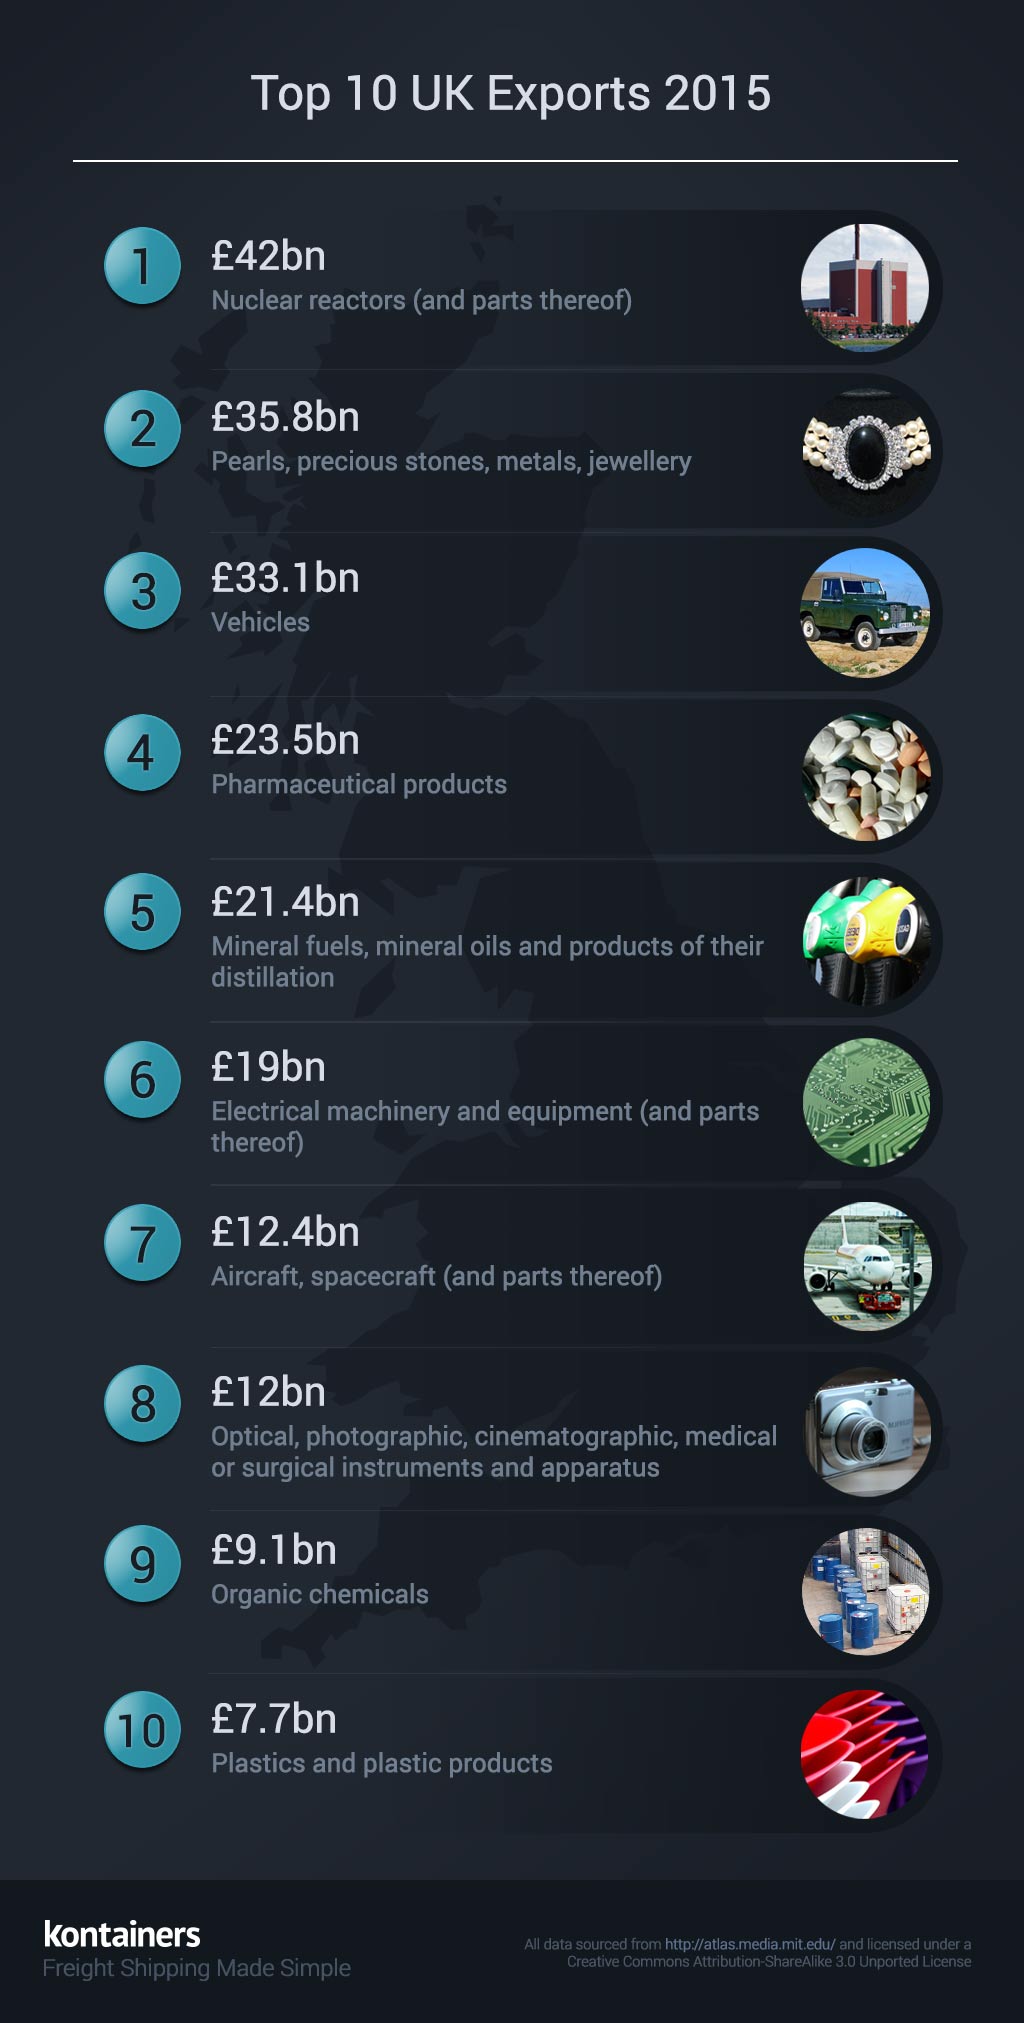 Top 10 UK Exports 2015
1
£42bn
Nuclear reactors (and parts thereof)
2
£35.8bn
Pearls, precious stones, metals, jewellery
3
£33.1bn
Vehicles
4
£23.5bn
Pharmaceutical products
5
£21.4bn
Mineral fuels, mineral oils and products of their
distillation
6
£19bn
Electrical machinery and equipment (and parts
thereof)
7
£12.4bn
Aircraft, spacecraft (and parts thereof)
8
£12bn
Optical, photographic, cinematographic, medical
or surgical instruments and apparatus
9
£9.1bn
Organic chemicals
10
£7.7bn
Plastics and plastic products
kontainers
Freight Shipping Made Simple
All data sourced from http://atlas.media.mit.edu/ and licensed under a
Creative Commons Attribution-ShareAlike 3.0 Unported License